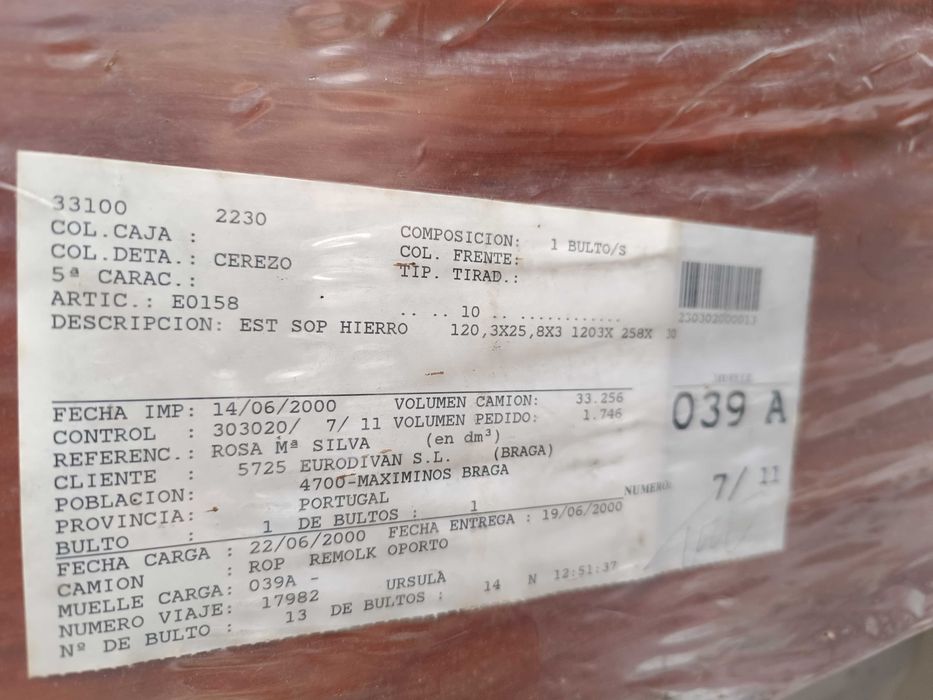 33100 2230
COL.CAJA : COMPOSICION: 1 BULTO/S
COL.DETA.: CEREZO COL. FRENTE:
5ª CARAC.: TIP. TIRAD.:
ARTIC.: E0158 .. .. 10 .. ............
DESCRIPCION: EST SOP HIERRO 120,3X25,8X3 1203X 258X 30
230302000013
MUELLE
039 A
FECHA IMP: 14/06/2000 VOLUMEN CAMION: 33.256
CONTROL : 303020/ 7/ 11 VOLUMEN PEDIDO: 1.746
REFERENC.: ROSA Mª SILVA (en dm³)
CLIENTE : 5725 EURODIVAN S.L. (BRAGA)
POBLACION: 4700-MAXIMINOS BRAGA
PROVINCIA: PORTUGAL
BULTO : 1 DE BULTOS : 1
NUMERO: 7/ 11
FECHA CARGA : 22/06/2000 FECHA ENTREGA : 19/06/2000
CAMION : ROP REMOLK OPORTO
MUELLE CARGA: 039A -
NUMERO VIAJE: 17982 URSULA
Nº DE BULTO : 13 DE BULTOS : 14 N 12:51:37